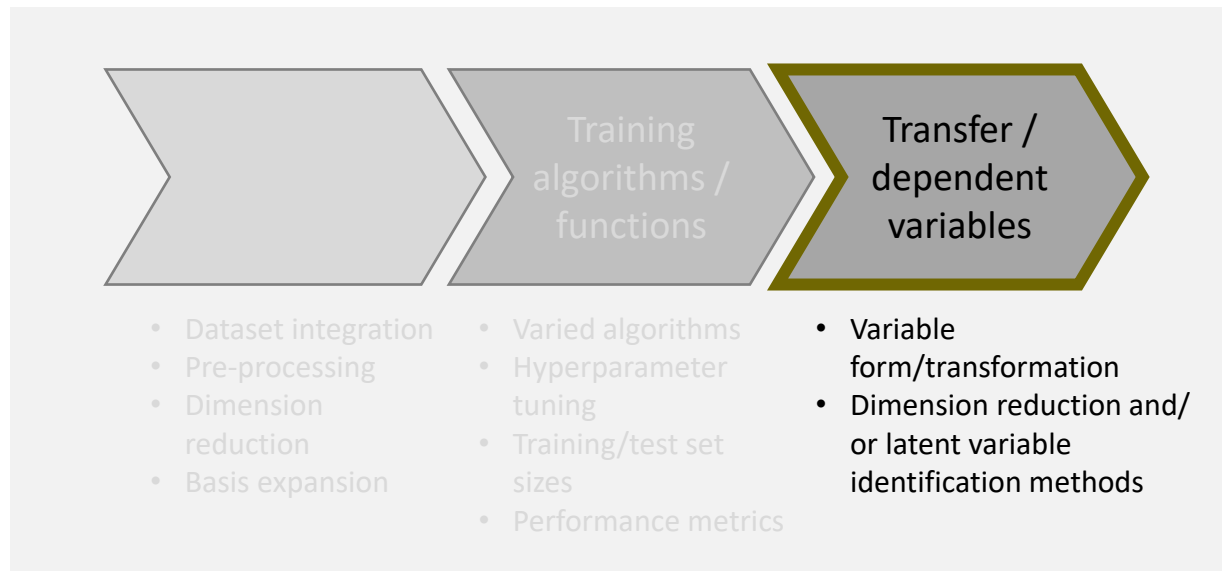 Training
algorithms /
functions
Transfer /
dependent
variables
• Dataset integration
• Pre-processing
• Dimension
reduction
• Basis expansion
• Varied algorithms
• Hyperparameter
tuning
• Training/test set
sizes
• Performance metrics
• Variable
form/transformation
• Dimension reduction and/
or latent variable
identification methods